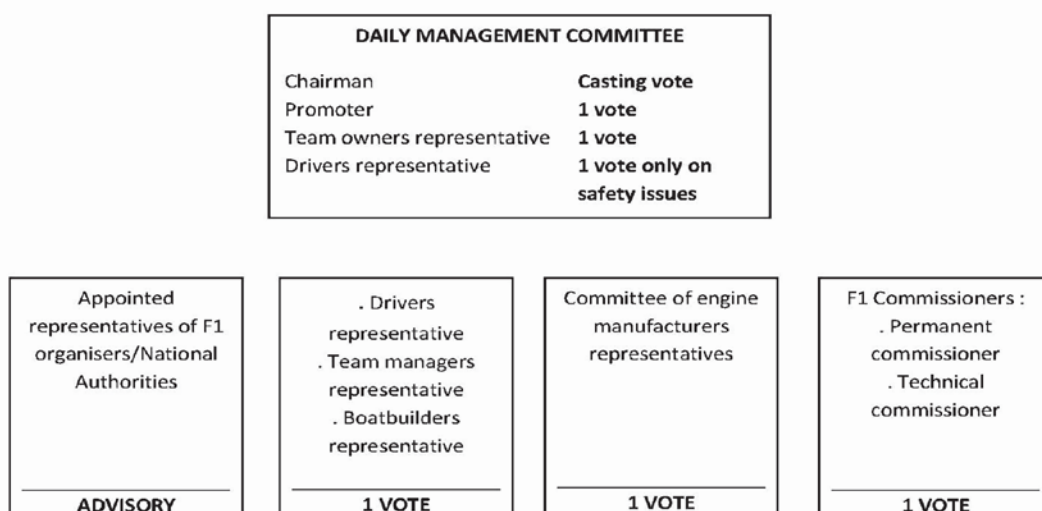 DAILY MANAGEMENT COMMITTEE
Chairman Casting vote
Promoter 1 vote
Team owners representative 1 vote
Drivers representative 1 vote only on
safety issues
Appointed
representatives of F1
organisers/National
Authorities
ADVISORY
. Drivers
representative
. Team managers
representative
. Boatbuilders
representative
1 VOTE
Committee of engine
manufacturers
representatives
1 VOTE
F1 Commissioners :
. Permanent
commissioner
. Technical
commissioner
1 VOTE